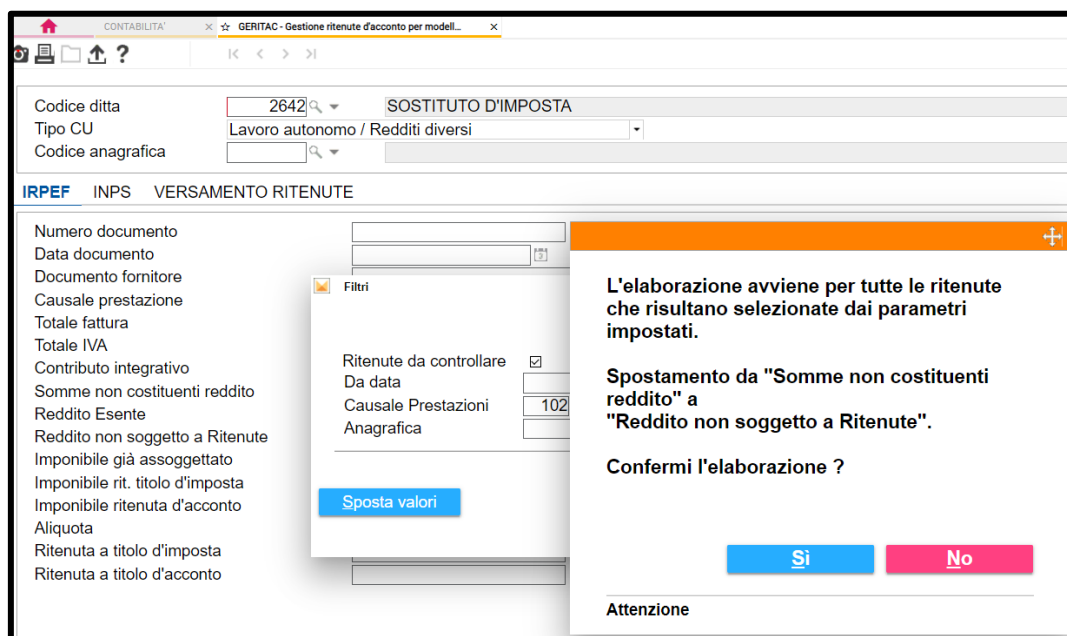 CONTABILITA'
GERITAC - Gestione ritenute d'acconto per modell...
Codice ditta 2642 SOSTITUTO D'IMPOSTA
Tipo CU Lavoro autonomo / Redditi diversi
Codice anagrafica
IRPEF INPS VERSAMENTO RITENUTE
Numero documento
Data documento
Documento fornitore
Causale prestazione
Totale fattura
Totale IVA
Contributo integrativo
Somme non costituenti reddito
Reddito Esente
Reddito non soggetto a Ritenute
Imponibile già assoggettato
Imponibile rit. titolo d'imposta
Imponibile ritenuta d'acconto
Aliquota
Ritenuta a titolo d'imposta
Ritenuta a titolo d'acconto
Filtri
Ritenute da controllare
Da data
Causale Prestazioni 102
Anagrafica
Sposta valori
L'elaborazione avviene per tutte le ritenute
che risultano selezionate dai parametri
impostati.
Spostamento da "Somme non costituenti
reddito" a
"Reddito non soggetto a Ritenute".
Confermi l'elaborazione ?
Sì No
Attenzione